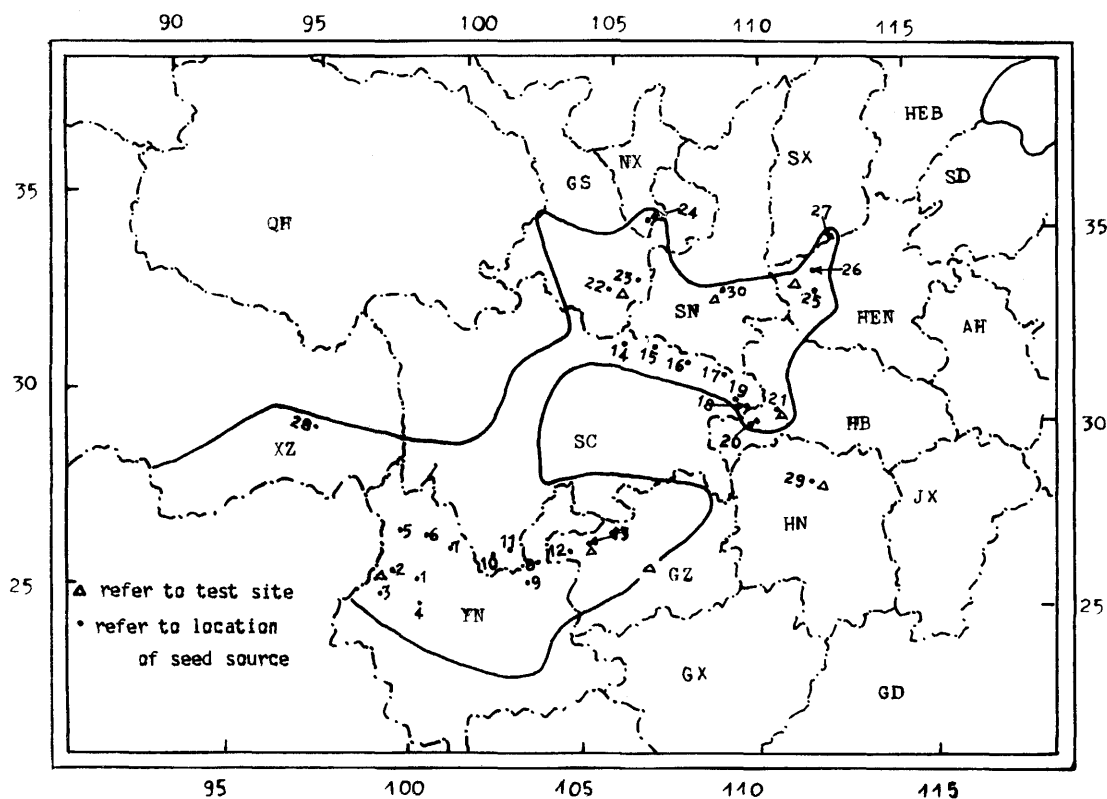 90 95 100 105 110 115
HEB
NX SX
GS SD
35
24
QH 27 35
26
23
22 30 25
SN HEN
AH
14 15 16 17 19
30
18 21
28 20 HB 30
XZ SC
29 JX
HN
5 6 7 11 12 13
10 8
2 1 9 GZ
25 3
△ refer to test site
4 YN 25
• refer to location
of seed source
GX
GD
95 100 105 110 115